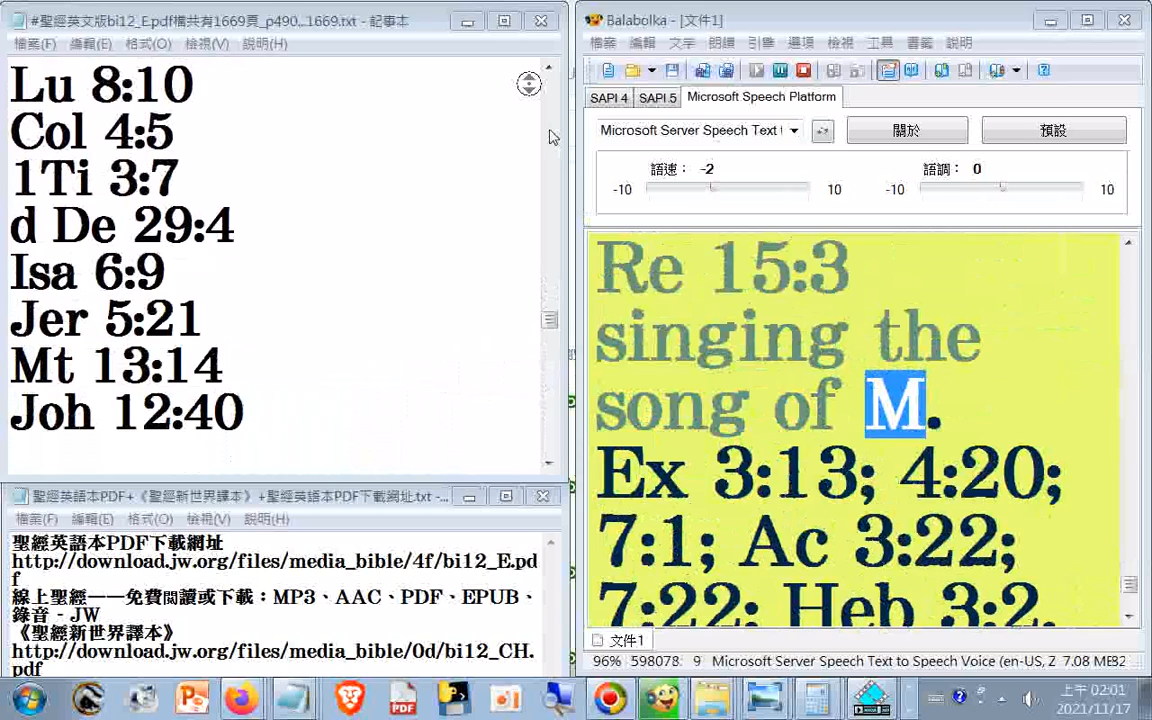 #聖經英文版bi12_E.pdf檔共有1669頁_p490,..1669.txt - 記事本
檔案(F) 編輯(E) 格式(O) 檢視(V) 說明(H)
Lu 8:10
Col 4:5
1Ti 3:7
d De 29:4
Isa 6:9
Jer 5:21
Mt 13:14
Joh 12:40
聖經英語本PDF+《聖經新世界譯本》+聖經英語本PDF下載網址.txt -...
檔案(F) 編輯(E) 格式(O) 檢視(V) 說明(H)
聖經英語本PDF下載網址
http://download.jw.org/files/media_bible/4f/bi12_E.pd
f
線上聖經——免費閱讀或下載：MP3、AAC、PDF、EPUB、
錄音 - JW
《聖經新世界譯本》
http://download.jw.org/files/media_bible/0d/bi12_CH.
pdf
Balabolka - [文件1]
檔案 編輯 文字 朗讀 引擎 選項 檢視 工具 書籤 說明
SAPI 4 SAPI 5 Microsoft Speech Platform
Microsoft Server Speech Text 關於 預設
語速： -2 語調： 0
-10 10 -10 10
Re 15:3
singing the
song of M.
Ex 3:13; 4:20;
7:1; Ac 3:22;
7:22; Heb 3:2.
文件1
96% 598078: 9 Microsoft Server Speech Text to Speech Voice (en-US, Z 7.08 MB32
PDF
上午 02:01
2021/11/17